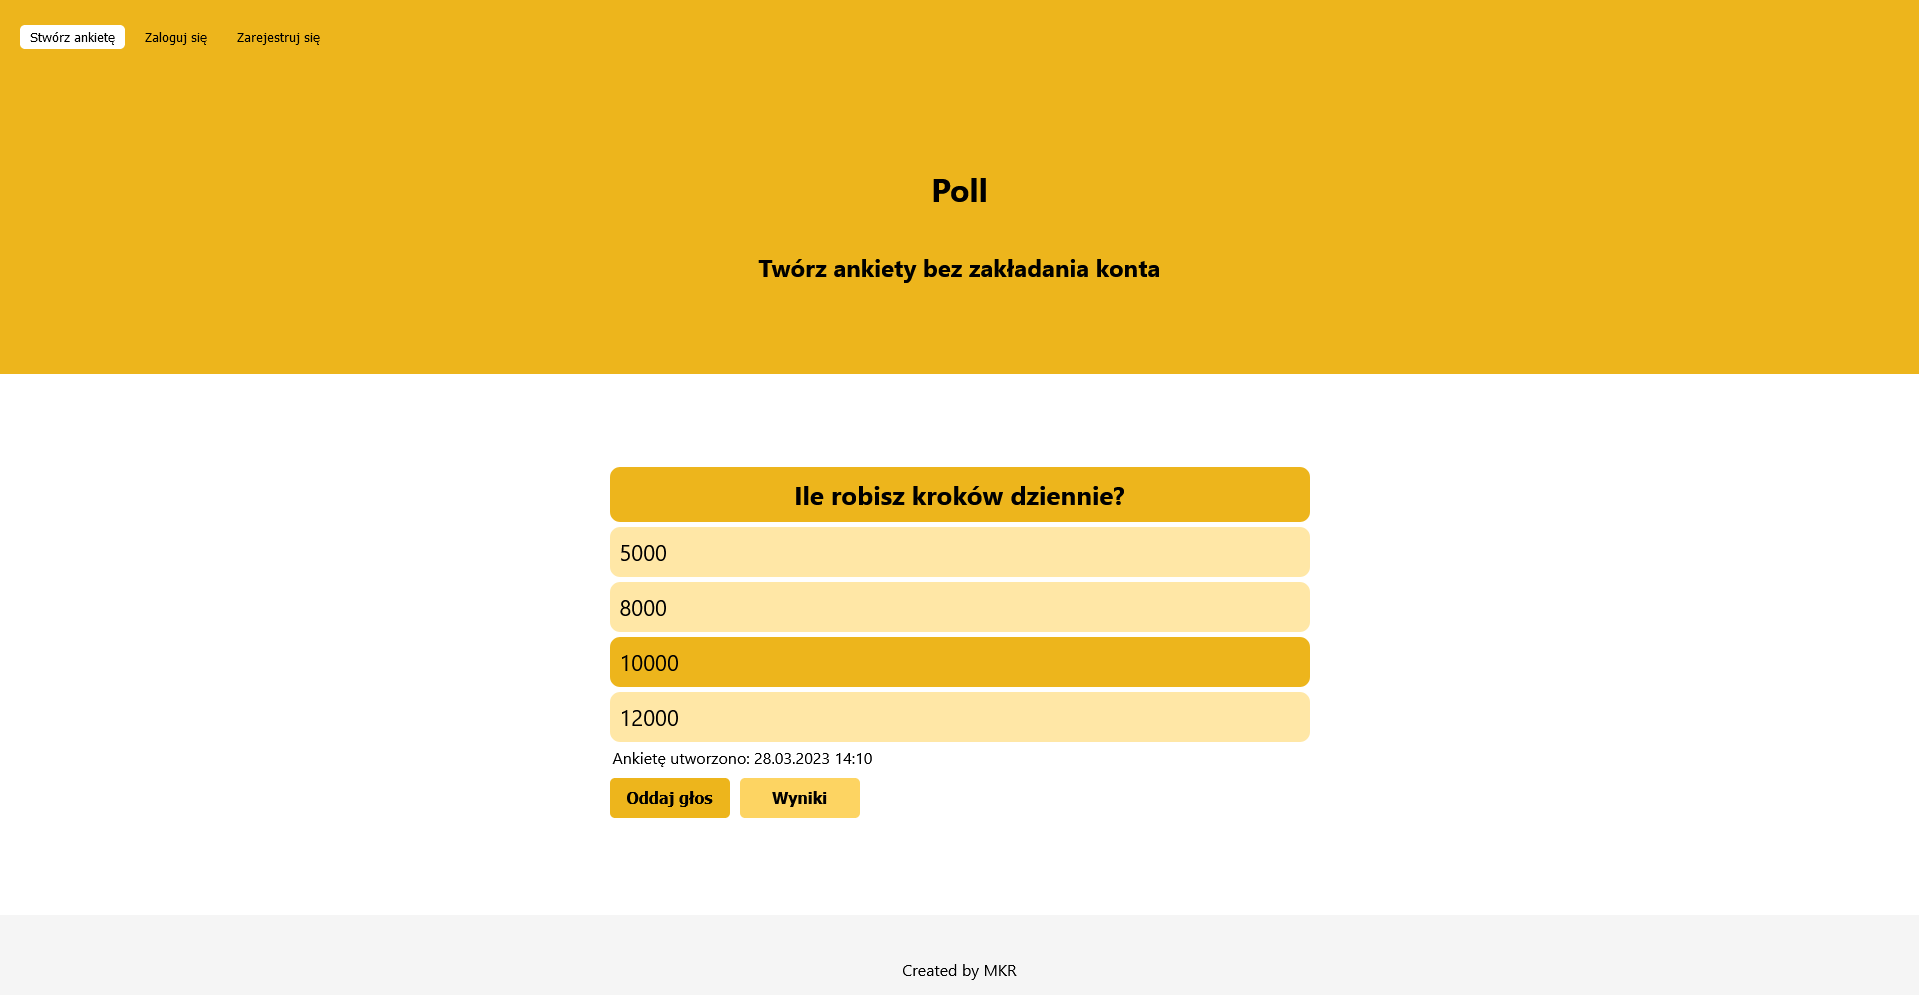 Stwórz ankietę Zaloguj się Zarejestruj się
Poll
Twórz ankiety bez zakładania konta
Ile robisz kroków dziennie?
5000
8000
10000
12000
Ankietę utworzono: 28.03.2023 14:10
Oddaj głos Wyniki
Created by MKR